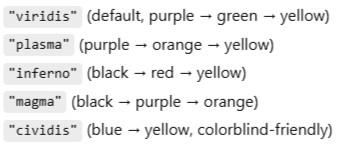 "viridis" (default, purple → green → yellow)
"plasma" (purple → orange → yellow)
"inferno" (black → red → yellow)
"magma" (black → purple → orange)
"cividis" (blue → yellow, colorblind-friendly)